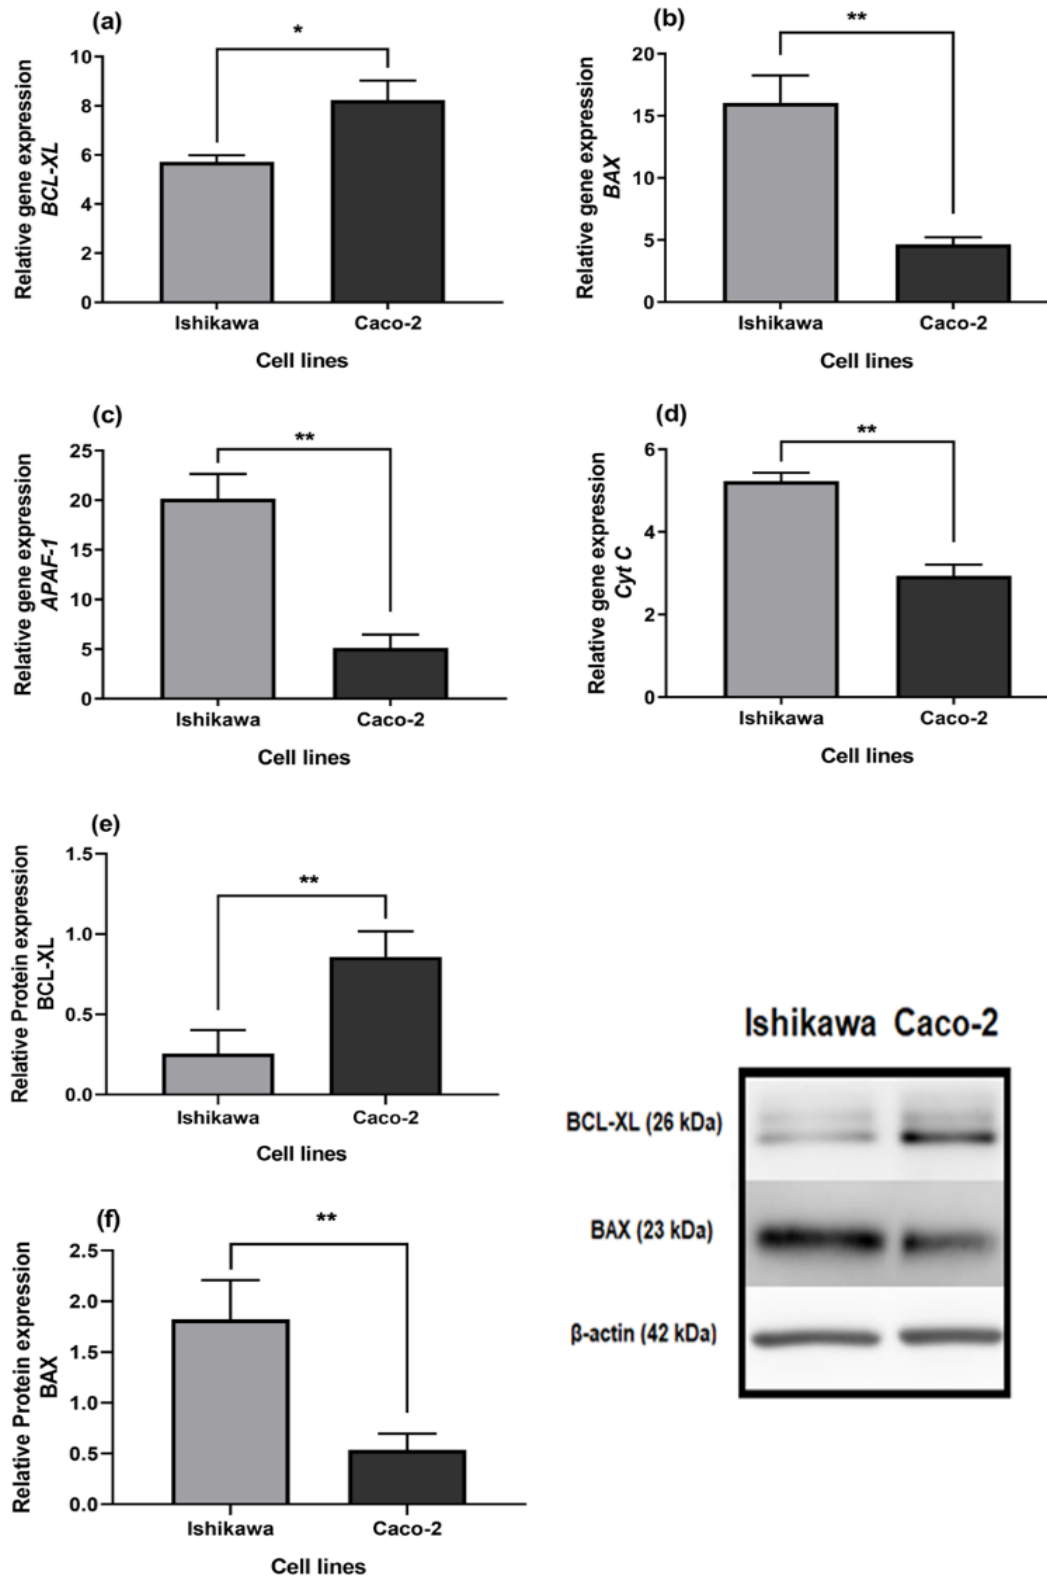 (a)
*
Relative gene expression
BCL-XL
10
8
6
4
2
0
Ishikawa
Caco-2
Cell lines
(b)
**
Relative gene expression
BAX
20
15
10
5
0
Ishikawa
Caco-2
Cell lines
(c)
**
Relative gene expression
APAF-1
25
20
15
10
5
0
Ishikawa
Caco-2
Cell lines
(d)
**
Relative gene expression
Cyt C
6
4
2
0
Ishikawa
Caco-2
Cell lines
(e)
**
Relative Protein expression
BCL-XL
1.5
1.0
0.5
0.0
Ishikawa
Caco-2
Cell lines
(f)
**
Relative Protein expression
BAX
2.5
2.0
1.5
1.0
0.5
0.0
Ishikawa
Caco-2
Cell lines
Ishikawa Caco-2
BCL-XL (26 kDa)
BAX (23 kDa)
β-actin (42 kDa)